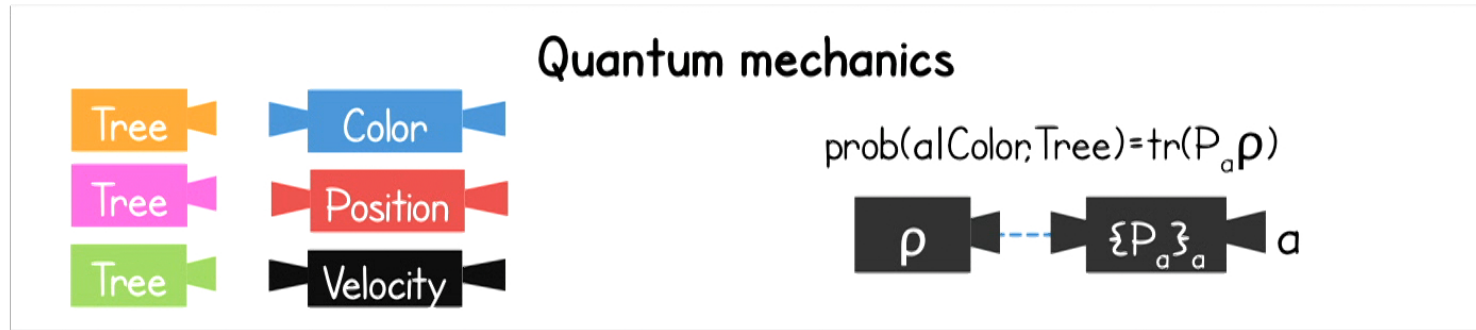 Quantum mechanics
Tree
Color
Tree
Position
Tree
Velocity
prob(a|Color,Tree)=tr(Pₐρ)
ρ
{Pₐ}ₐ
a